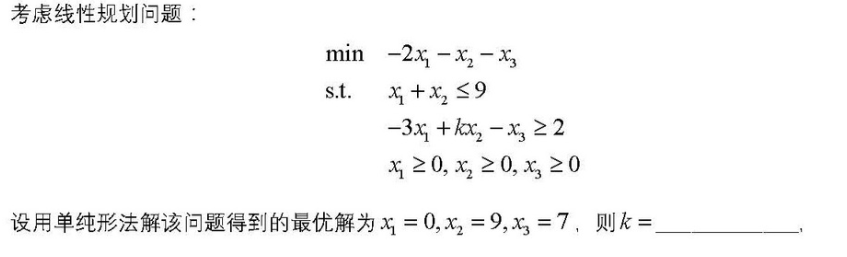 考虑线性规划问题：
min −2x₁ − x₂ − x₃
s.t. x₁ + x₂ ≤ 9
−3x₁ + kx₂ − x₃ ≥ 2
x₁ ≥ 0, x₂ ≥ 0, x₃ ≥ 0
设用单纯形法解该问题得到的最优解为 x₁ = 0, x₂ = 9, x₃ = 7，则 k = ____________.